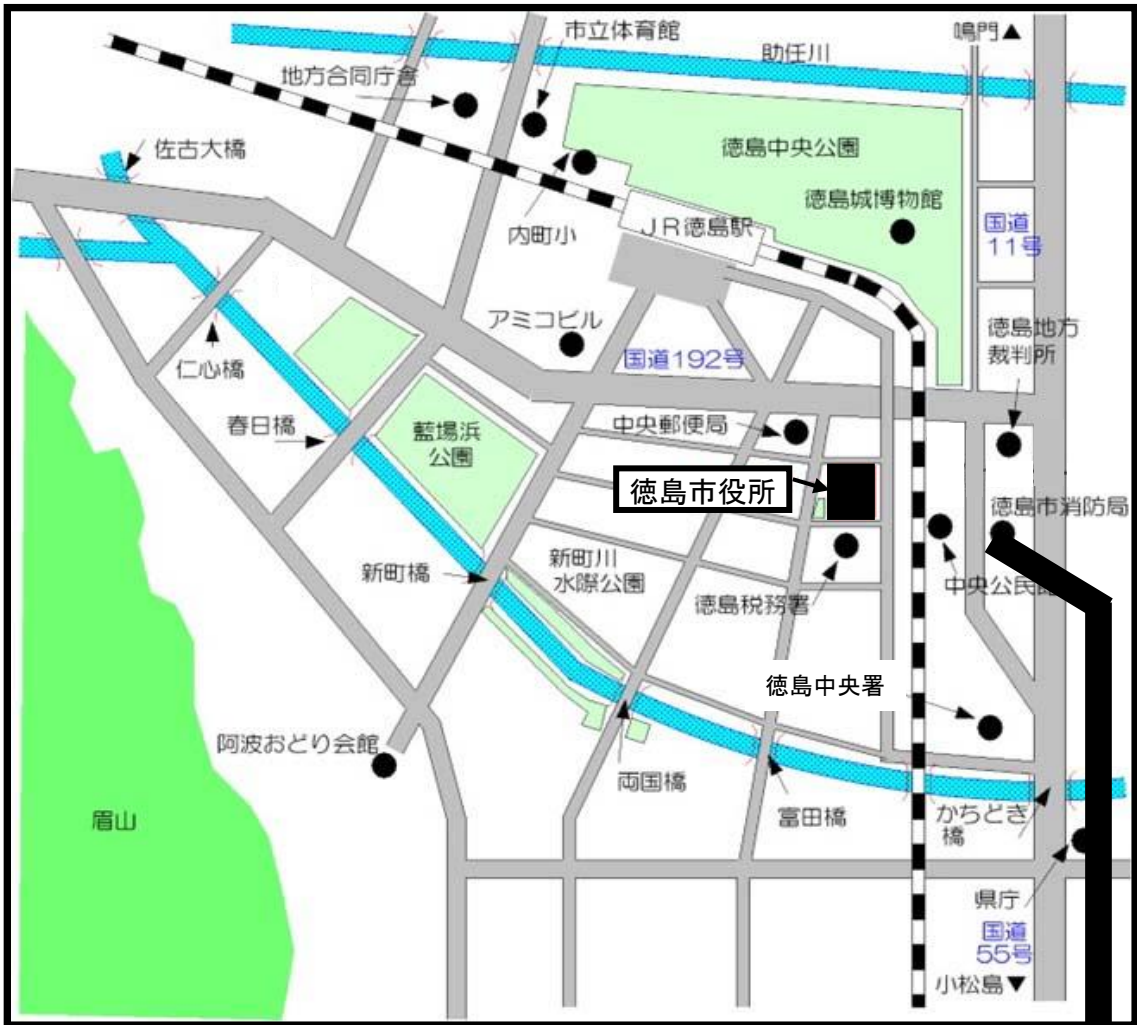 市立体育館
鳴門▲
助任川
地方合同庁舎
佐古大橋
徳島中央公園
徳島城博物館
内町小
JR徳島駅
国道
11号
アミコビル
国道192号
徳島地方
裁判所
仁心橋
春日橋
藍場浜
公園
中央郵便局
徳島市役所
徳島市消防局
新町橋
新町川
水際公園
徳島税務署
中央公民館
徳島中央署
阿波おどり会館
両国橋
富田橋
かちどき
橋
眉山
県庁
国道
55号
小松島▼